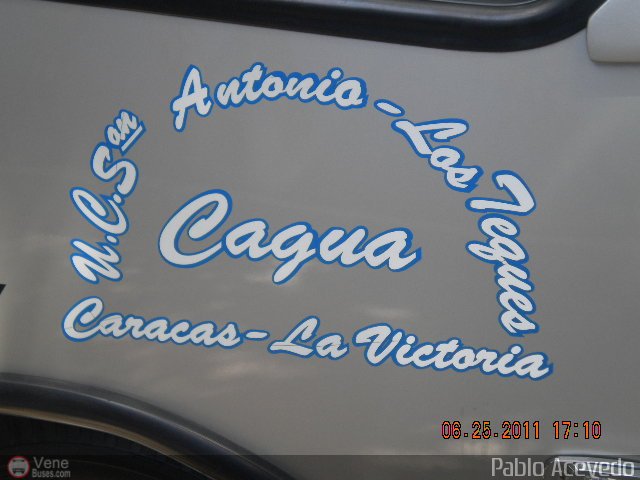 U.C.San Antonio - Los Teques
Cagua
Caracas - La Victoria
06.25.2011 17:10
Vene
Buses.com
Pablo Acevedo